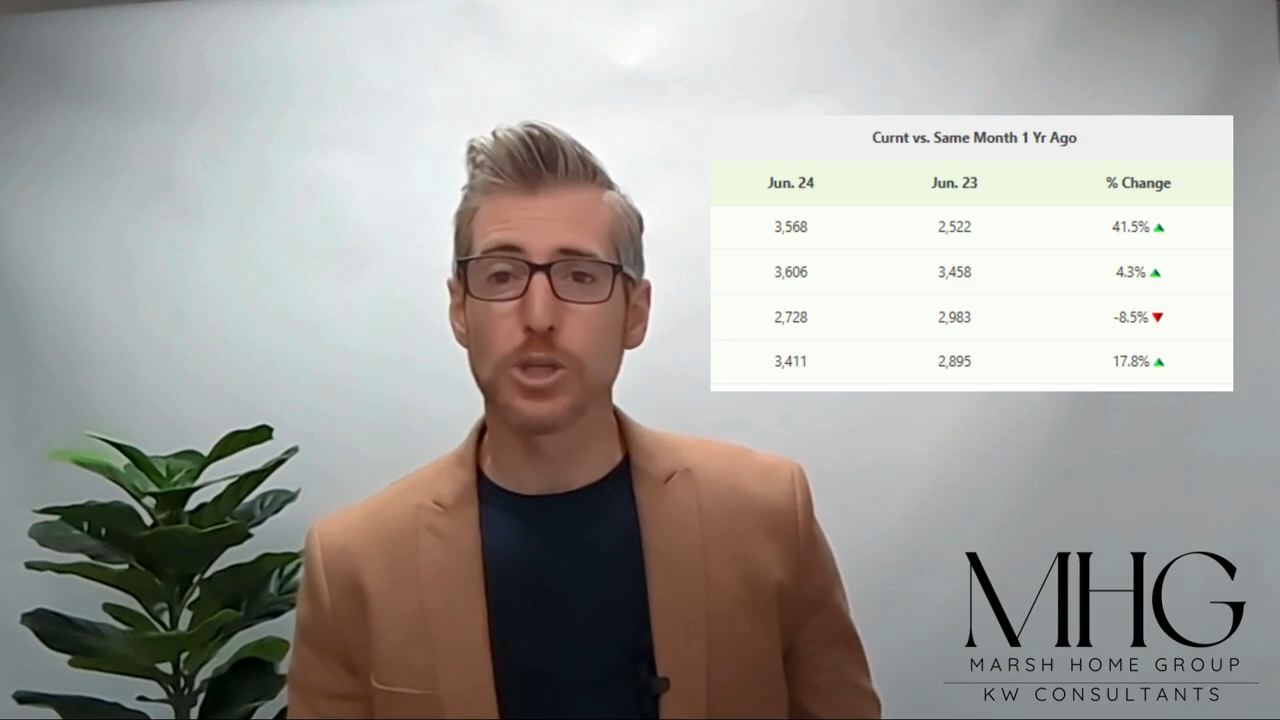 Curnt vs. Same Month 1 Yr Ago
Jun. 24 Jun. 23 % Change
3,568 2,522 41.5%
3,606 3,458 4.3%
2,728 2,983 -8.5%
3,411 2,895 17.8%
MHG
MARSH HOME GROUP
KW CONSULTANTS